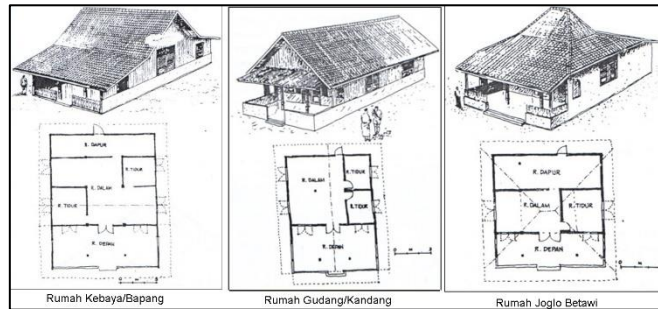 R. DAPUR
R. TIDUR
R. DALAM
R. TIDUR
R. DEPAN
Rumah Kebaya/Bapang
R. DALAM
R. TIDUR
R. TIDUR
R. DEPAN
Rumah Gudang/Kandang
R. DAPUR
R. DALAM
R. TIDUR
R. DEPAN
Rumah Joglo Betawi